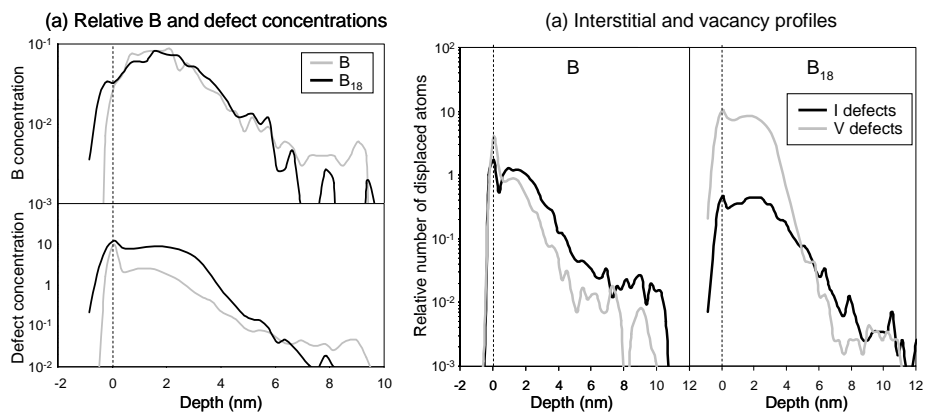 (a) Relative B and defect concentrations
10-1
10-2
10-3
B concentration
B
B18
10
1
10-1
10-2
Defect concentration
-2 0 2 4 6 8 10
Depth (nm)
(a) Interstitial and vacancy profiles
102
10
1
10-1
10-2
10-3
Relative number of displaced atoms
B
B18
I defects
V defects
-2 0 2 4 6 8 10 12 0 2 4 6 8 10 12
Depth (nm) Depth (nm)